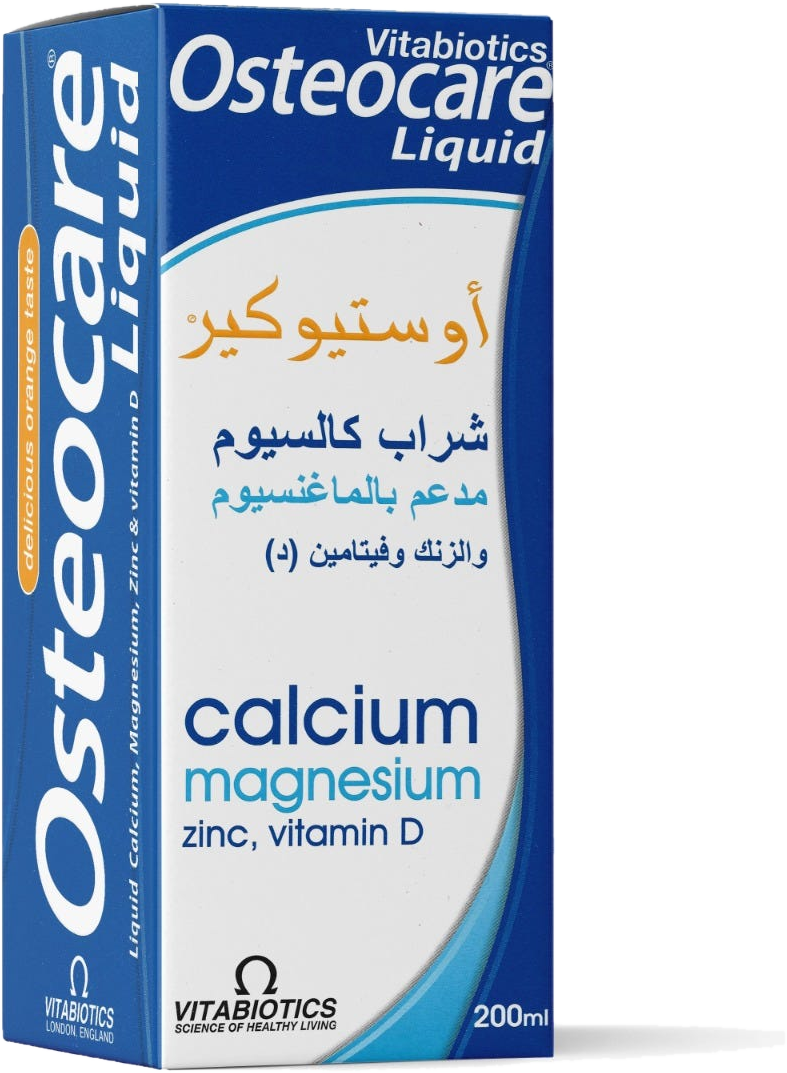 Vitabiotics
Osteocare®
Liquid
أوستيوكير®
شراب كالسيوم
مدعم بالماغنسيوم
والزنك وفيتامين (د)
calcium
magnesium
zinc, vitamin D
VITABIOTICS
SCIENCE OF HEALTHY LIVING
200ml
Osteocare®
Liquid
delicious orange taste
Liquid Calcium, Magnesium, Zinc & vitamin D
VITABIOTICS
LONDON, ENGLAND